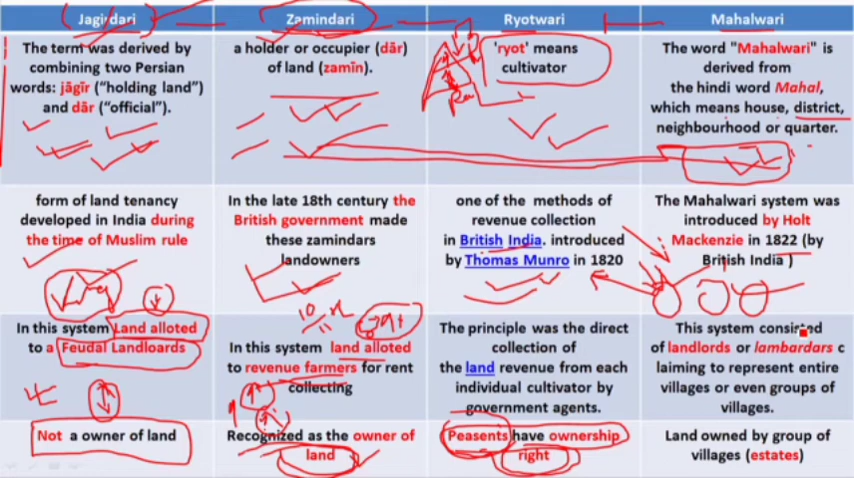 Jagirdari
Zamindari
Ryotwari
Mahalwari
The term was derived by
combining two Persian
words: jāgīr (“holding land”)
and dār (“official”).
a holder or occupier (dār)
of land (zamīn).
'ryot' means
cultivator
The word "Mahalwari" is
derived from
the hindi word Mahal,
which means house, district,
neighbourhood or quarter.
form of land tenancy
developed in India during
the time of Muslim rule
In the late 18th century the
British government made
these zamindars
landowners
one of the methods of
revenue collection
in British India. introduced
by Thomas Munro in 1820
The Mahalwari system was
introduced by Holt
Mackenzie in 1822 (by
British India )
In this system Land alloted
to a Feudal Landloards
In this system land alloted
to revenue farmers for rent
collecting
The principle was the direct
collection of
the land revenue from each
individual cultivator by
government agents.
This system consisted
of landlords or lambardars c
laiming to represent entire
villages or even groups of
villages.
Not a owner of land
Recognized as the owner of
land
Peasents have ownership
right
Land owned by group of
villages (estates)